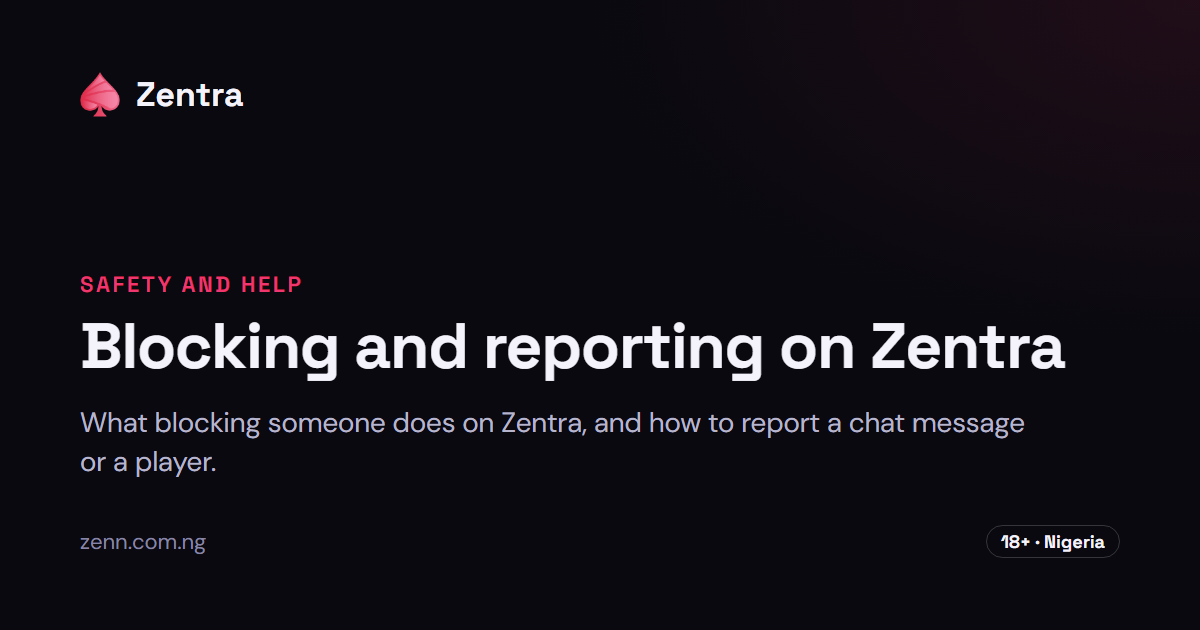 Zentra
SAFETY AND HELP
Blocking and reporting on Zentra
What blocking someone does on Zentra, and how to report a chat message
or a player.
zenn.com.ng
18+ · Nigeria